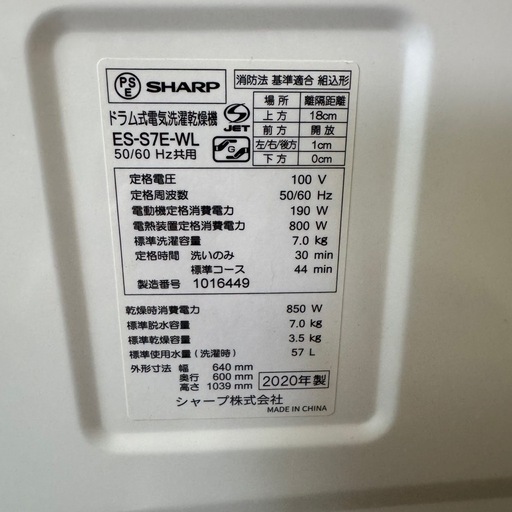 PSE SHARP
ドラム式電気洗濯乾燥機
ES-S7E-WL
50/60 Hz共用
S JET
G
消防法 基準適合 組込形
場所 離隔距離
上方 18cm
前方 開放
左/右/後方 1cm
下方 0cm
定格電圧 100 V
定格周波数 50/60 Hz
電動機定格消費電力 190 W
電熱装置定格消費電力 800 W
標準洗濯容量 7.0 kg
定格時間 洗いのみ 30 min
標準コース 44 min
製造番号 1016449
乾燥時消費電力 850 W
標準脱水容量 7.0 kg
標準乾燥容量 3.5 kg
標準使用水量(洗濯時) 57 L
外形寸法 幅 640 mm
奥行 600 mm
高さ 1039 mm
2020年製
シャープ株式会社
MADE IN CHINA